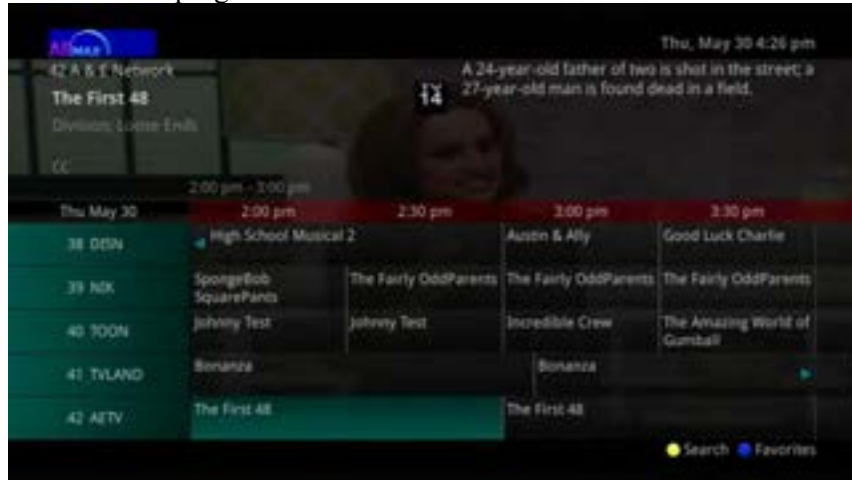 Thu, May 30 4:26 pm
42 A & E Network
The First 48
Division; Loose Ends
CC
TV
14
A 24-year-old father of two is shot in the street; a
27-year-old man is found dead in a field.
2:00 pm - 3:00 pm
Thu May 30 2:00 pm 2:30 pm 3:00 pm 3:30 pm
38 DISN High School Musical 2 Austin & Ally Good Luck Charlie
39 NIK SpongeBob SquarePants The Fairly OddParents The Fairly OddParents The Fairly OddParents
40 TOON Johnny Test Johnny Test Incredible Crew The Amazing World of Gumball
41 TVLAND Bonanza Bonanza
42 AETV The First 48 The First 48
Search Favorites